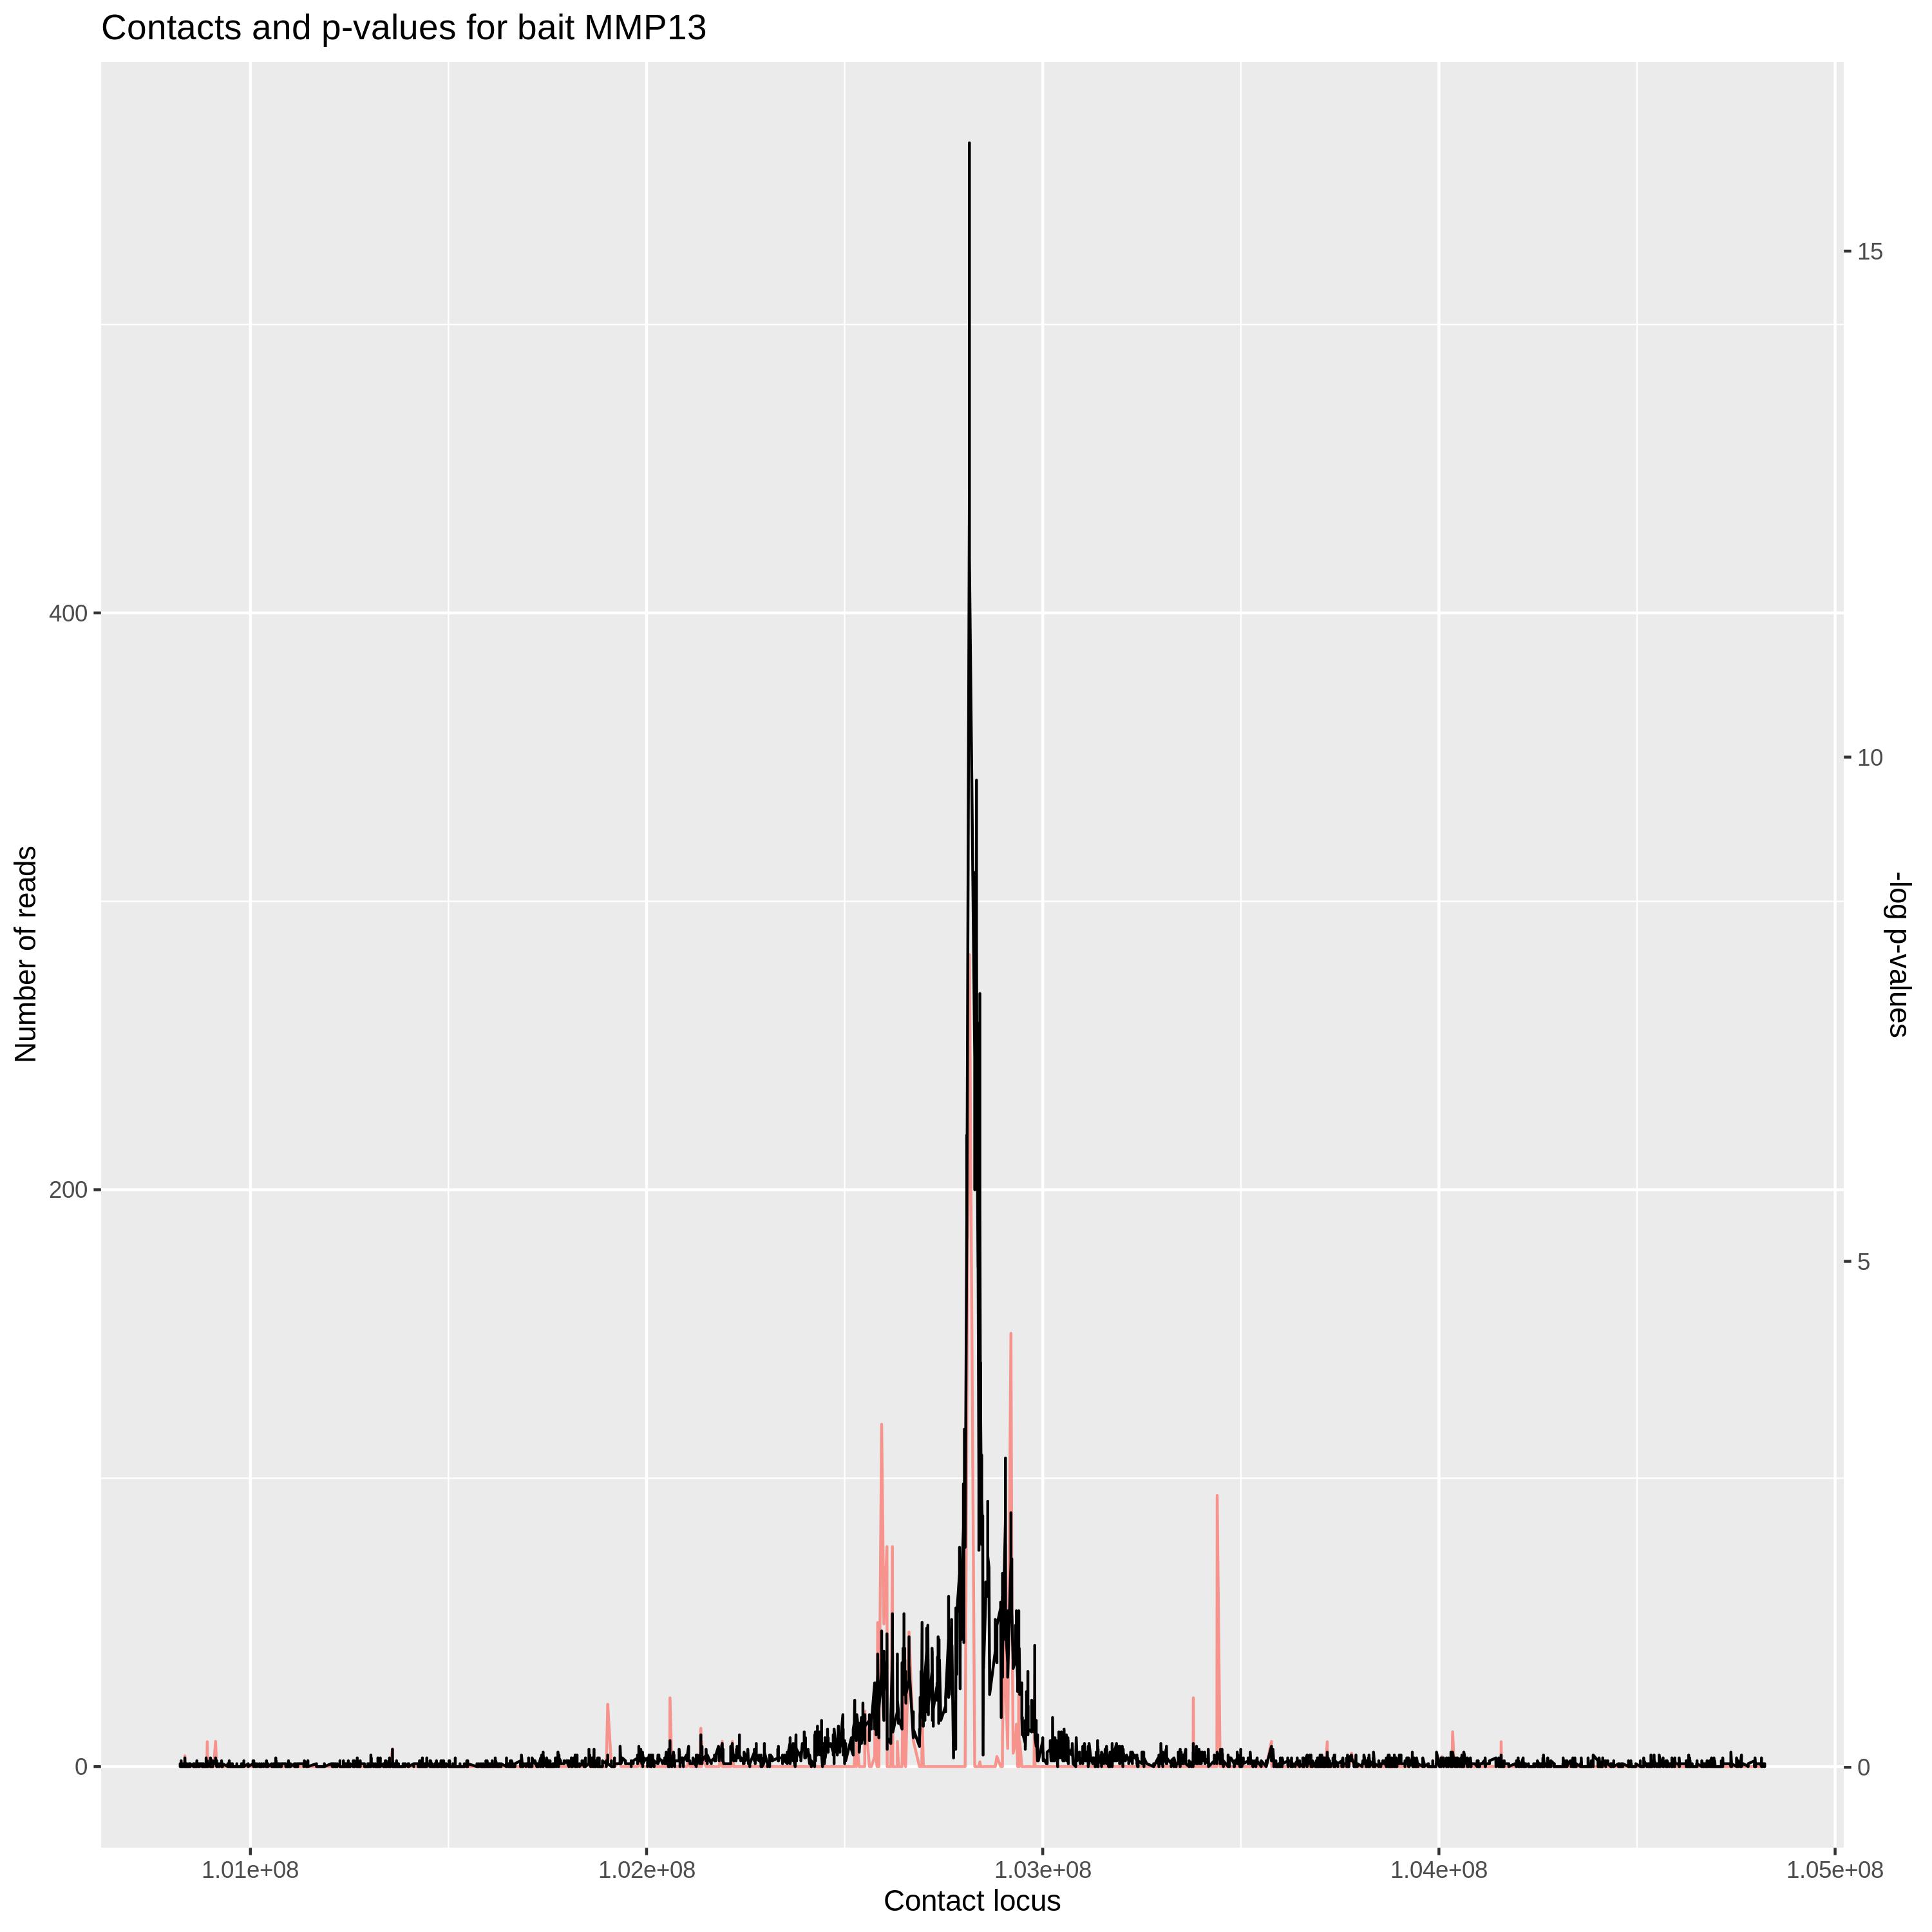 Contacts and p-values for bait MMP13
15
400
10
Number of reads
-log p-values
200
5
0
0
1.01e+08
1.02e+08
1.03e+08
1.04e+08
1.05e+08
Contact locus